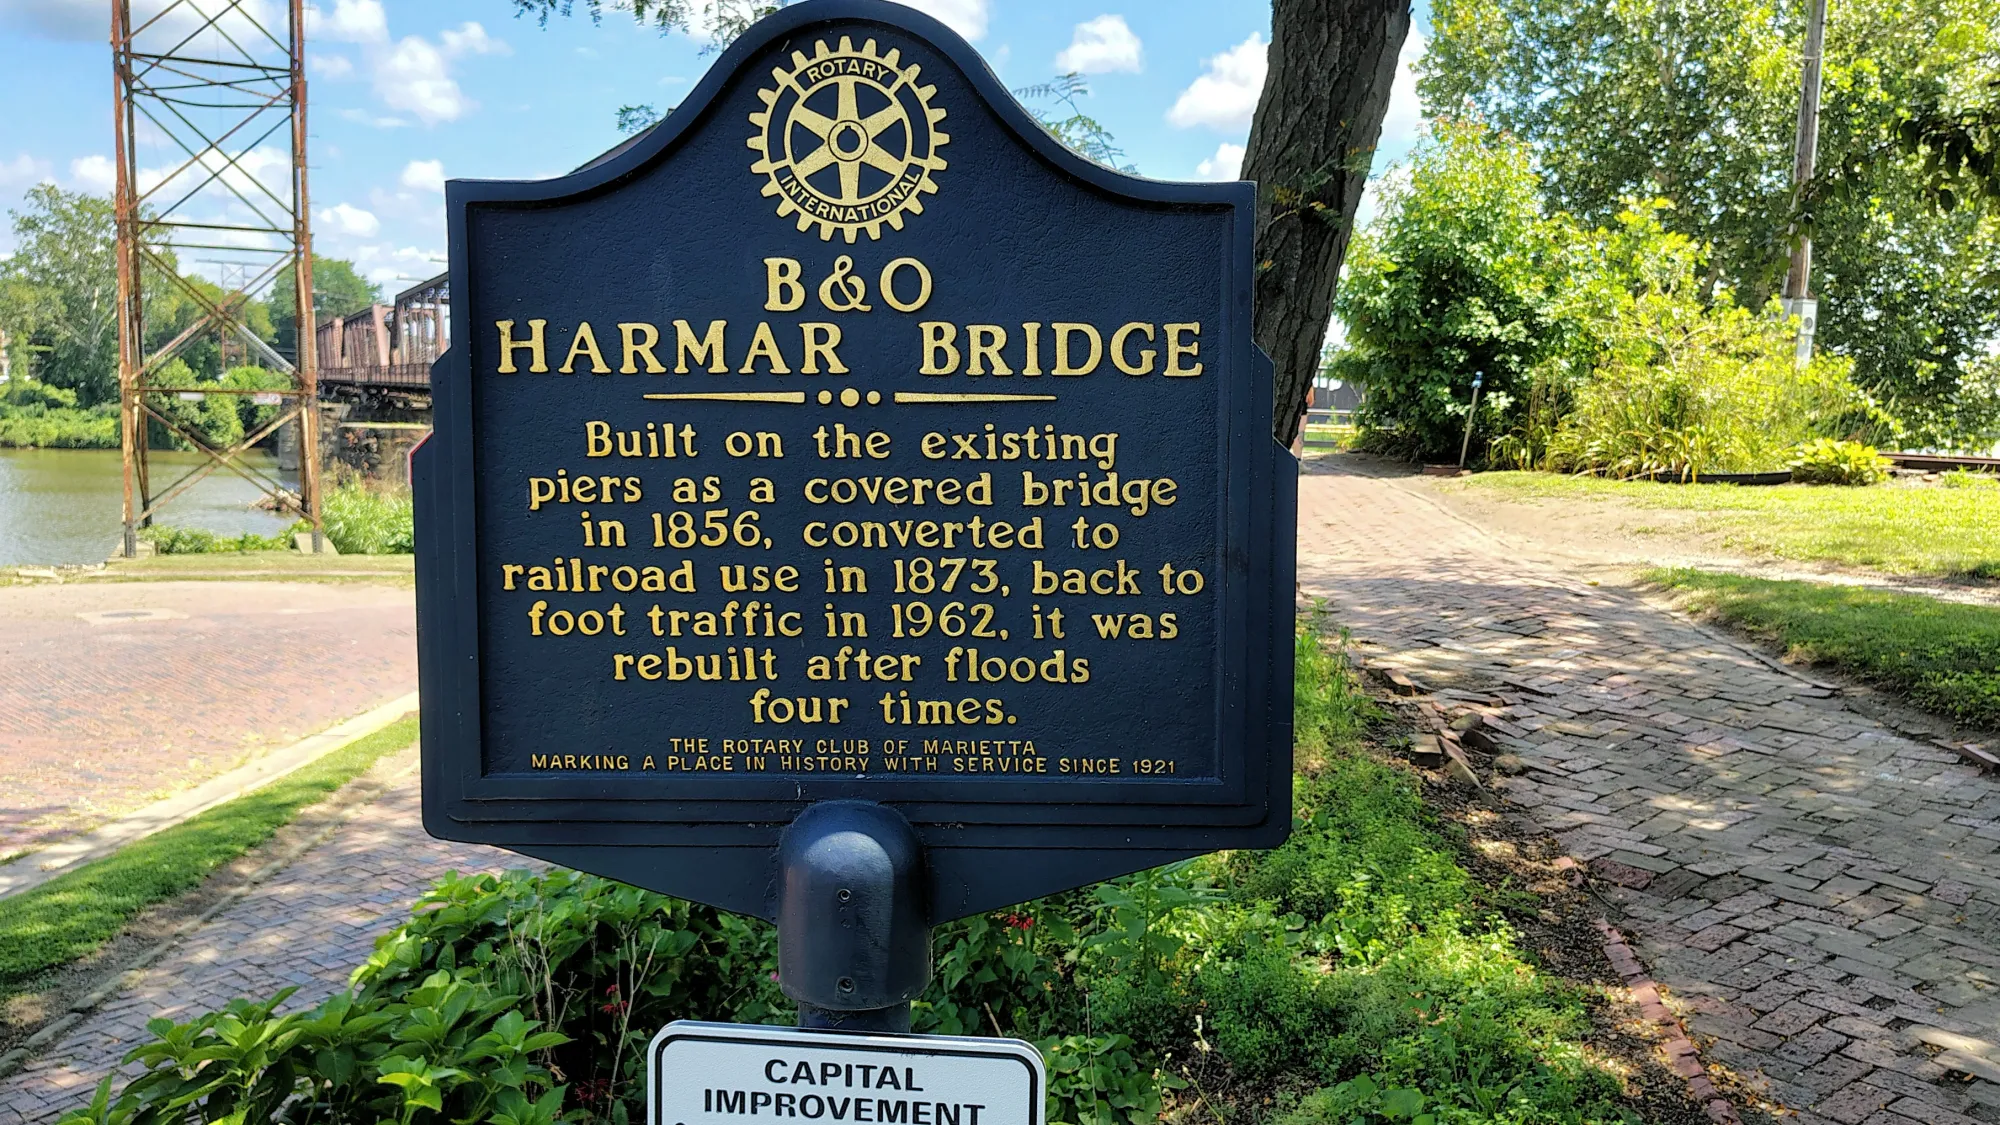 ROTARY
INTERNATIONAL
B&O
HARMAR BRIDGE
Built on the existing
piers as a covered bridge
in 1856, converted to
railroad use in 1873, back to
foot traffic in 1962, it was
rebuilt after floods
four times.
THE ROTARY CLUB OF MARIETTA
MARKING A PLACE IN HISTORY WITH SERVICE SINCE 1921
CAPITAL
IMPROVEMENT